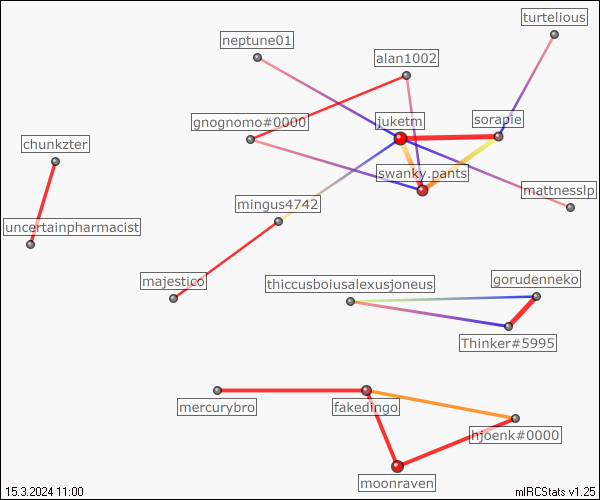 turtelious
neptune01
alan1002
gnognomo#0000
juketm
sorapie
chunkzter
swanky.pants
mattnesslp
mingus4742
uncertainpharmacist
majestico
thiccusboiusalexusjoneus
gorudenneko
Thinker#5995
mercurybro
fakedingo
hjoenk#0000
moonraven
15.3.2024 11:00
mIRCStats v1.25